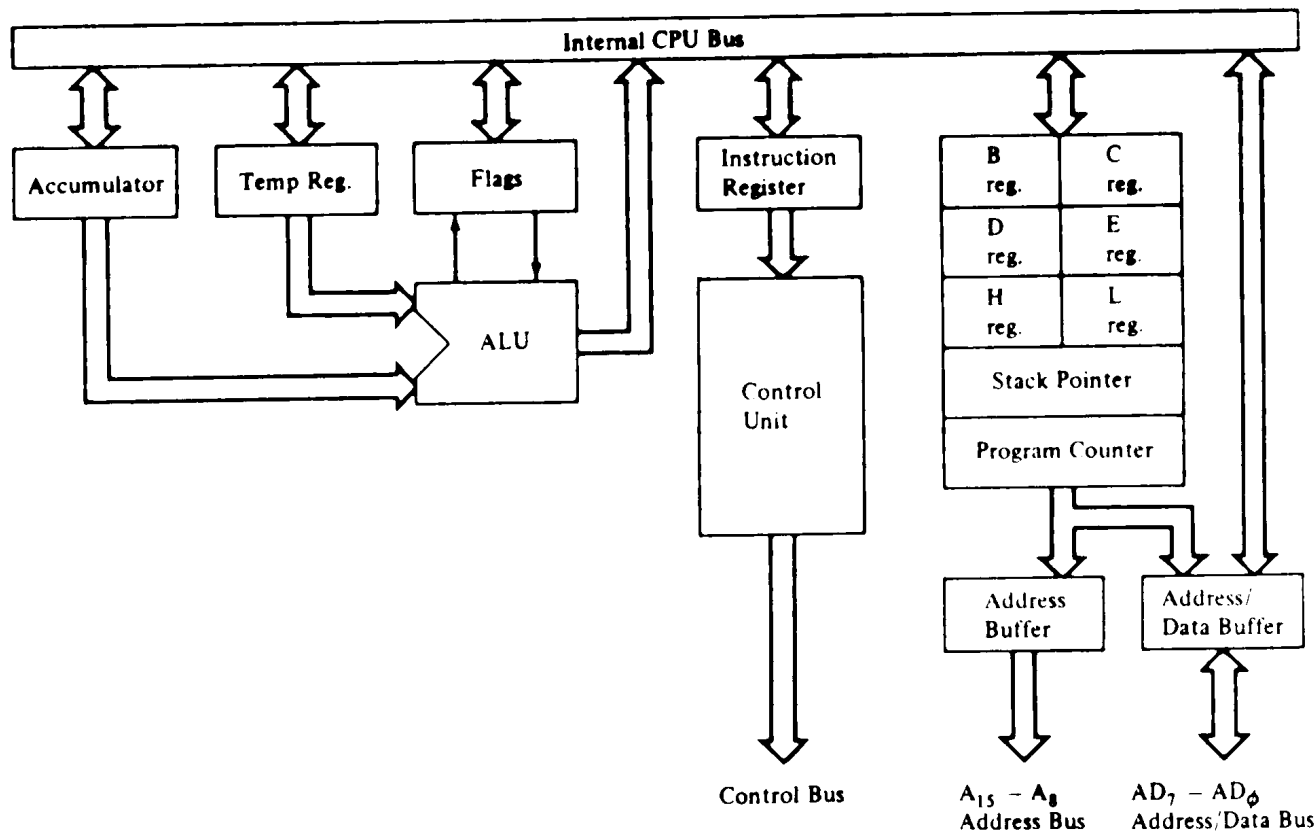 Internal CPU Bus
Accumulator
Temp Reg.
Flags
Instruction
Register
B
reg.
C
reg.
D
reg.
E
reg.
H
reg.
L
reg.
ALU
Control
Unit
Stack Pointer
Program Counter
Address
Buffer
Address/
Data Buffer
Control Bus
A₁₅ – A₈
Address Bus
AD₇ – AD₀
Address/Data Bus